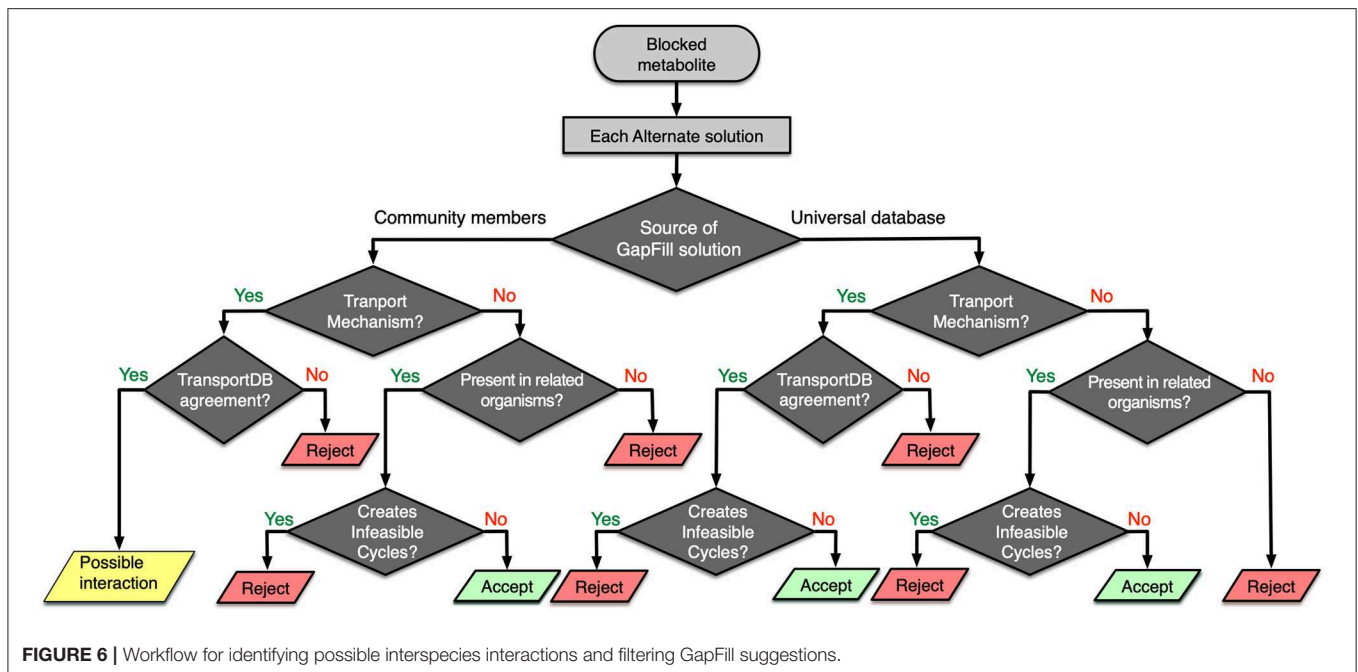 Blocked
metabolite
Each Alternate solution
Community members
Universal database
Source of
GapFill solution
Yes
Tranport
Mechanism?
No
Yes
Tranport
Mechanism?
No
Yes
TransportDB
agreement?
No
Yes
Present in related
organisms?
No
Yes
TransportDB
agreement?
No
Yes
Present in related
organisms?
No
Reject
Reject
Reject
Yes
Creates
Infeasible
Cycles?
No
Yes
Creates
Infeasible
Cycles?
No
Yes
Creates
Infeasible
Cycles?
No
Possible
interaction
Reject
Accept
Reject
Accept
Reject
Accept
Reject
FIGURE 6 | Workflow for identifying possible interspecies interactions and filtering GapFill suggestions.